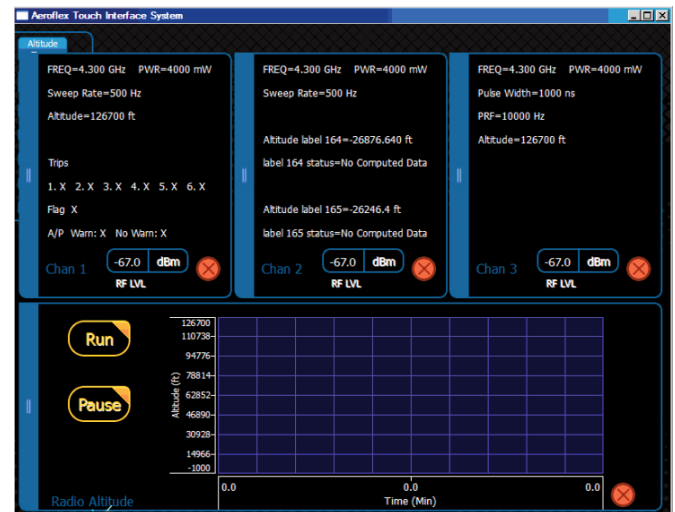 Aeroflex Touch Interface System
Altitude
FREQ=4.300 GHz PWR=4000 mW
Sweep Rate=500 Hz
Altitude=126700 ft
Trips
1. X 2. X 3. X 4. X 5. X 6. X
Flag X
A/P Warn: X No Warn: X
Chan 1
-67.0 dBm
RF LVL
FREQ=4.300 GHz PWR=4000 mW
Sweep Rate=500 Hz
Altitude label 164=-26876.640 ft
label 164 status=No Computed Data
Altitude label 165=-26246.4 ft
label 165 status=No Computed Data
Chan 2
-67.0 dBm
RF LVL
FREQ=4.300 GHz PWR=4000 mW
Pulse Width=1000 ns
PRF=10000 Hz
Altitude=126700 ft
Chan 3
-67.0 dBm
RF LVL
Run
Pause
Radio Altitude
Altitude (ft)
126700
110738
94776
78814
62852
46890
30928
14966
-1000
0.0 0.0 0.0
Time (Min)